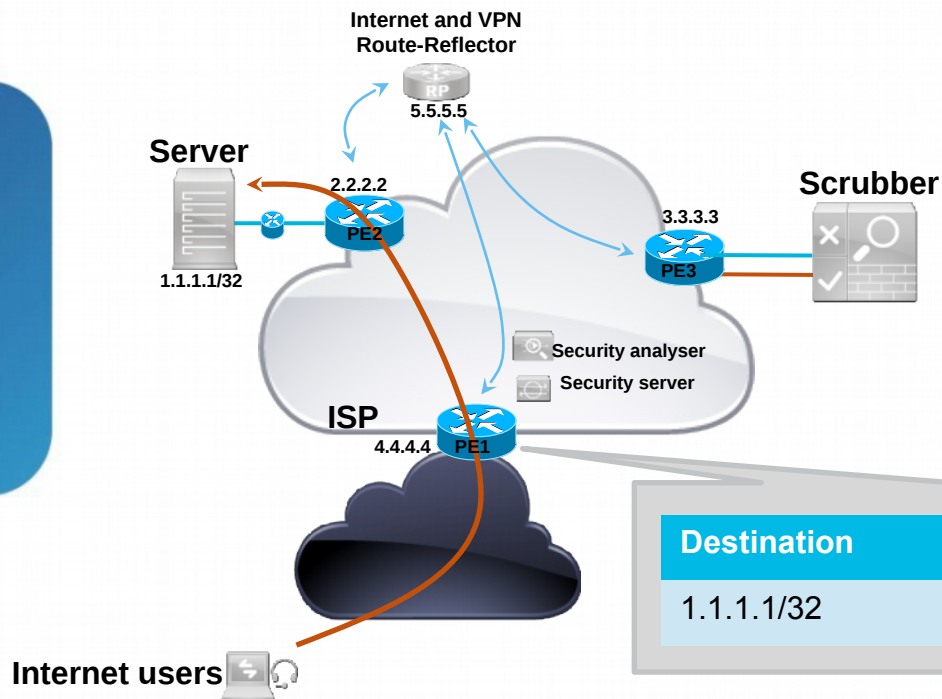 Internet and VPN
Route-Reflector
RP
5.5.5.5
Server
2.2.2.2
Scrubber
PE2
3.3.3.3
PE3
1.1.1.1/32
Security analyser
Security server
ISP
4.4.4.4
PE1
Destination
1.1.1.1/32
Internet users